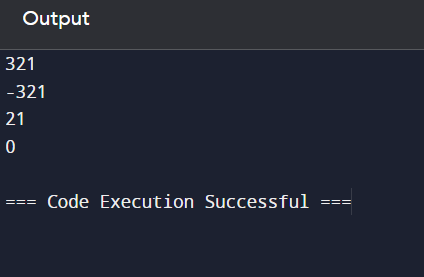 Output
321
-321
21
0
=== Code Execution Successful ===